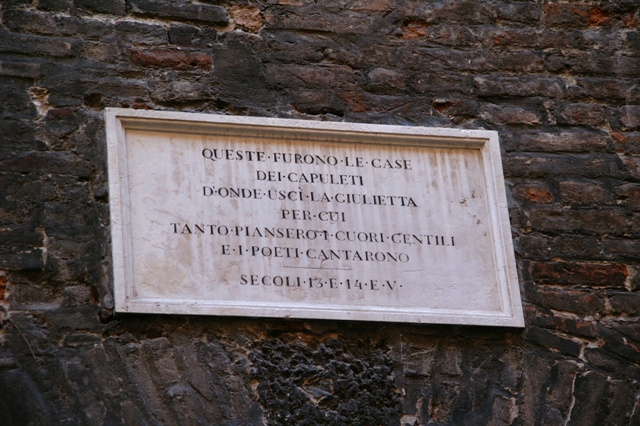 QUESTE·FURONO·LE·CASE
DEI·CAPULETI
D'ONDE·USCÌ·LA·GIULIETTA
PER·CUI
TANTO·PIANSERO·I·CUORI·GENTILI
E·I·POETI·CANTARONO
SECOLI·13·E·14·E·V·